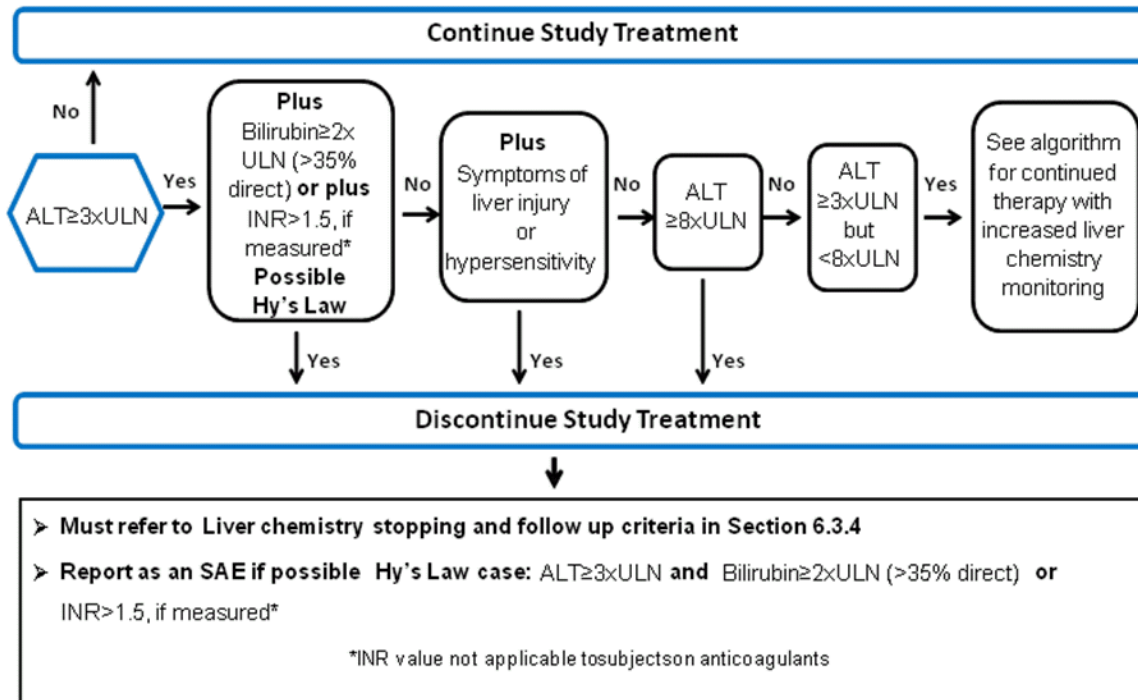 Continue Study Treatment
No
ALT≥3xULN
Yes
Plus
Bilirubin≥2x
ULN (>35%
direct) or plus
INR>1.5, if
measured*
Possible
Hy's Law
No
Plus
Symptoms of
liver injury
or
hypersensitivity
No
ALT
≥8xULN
No
ALT
≥3xULN
but
<8xULN
Yes
See algorithm
for continued
therapy with
increased liver
chemistry
monitoring
Yes
Yes
Yes
Discontinue Study Treatment
➢ Must refer to Liver chemistry stopping and follow up criteria in Section 6.3.4
➢ Report as an SAE if possible Hy's Law case: ALT≥3xULN and Bilirubin≥2xULN (>35% direct) or
INR>1.5, if measured*
*INR value not applicable tosubjectson anticoagulants